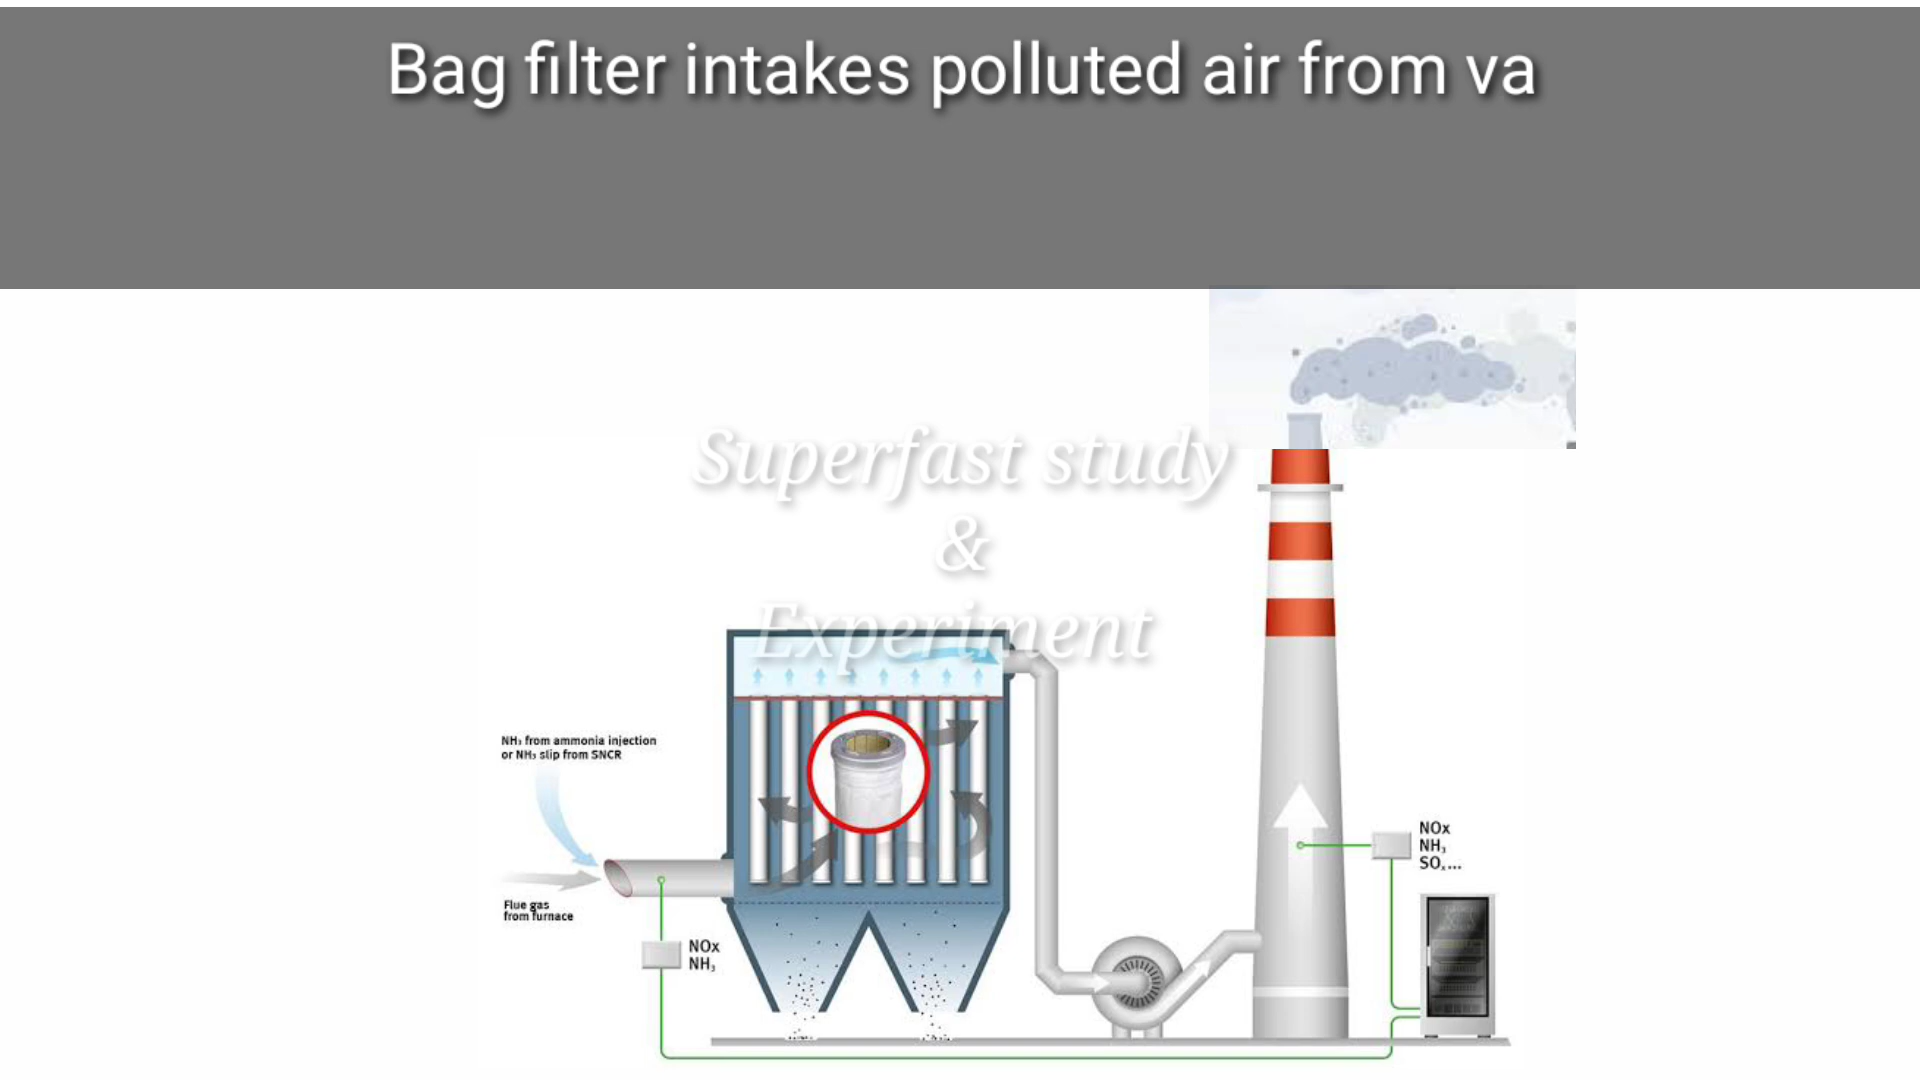 Bag filter intakes polluted air from va
Superfast study
&
Experiment
NH₃ from ammonia injection
or NH₃ slip from SNCR
Flue gas
from furnace
NOx
NH₃
NOx
NH₃
SOₓ...